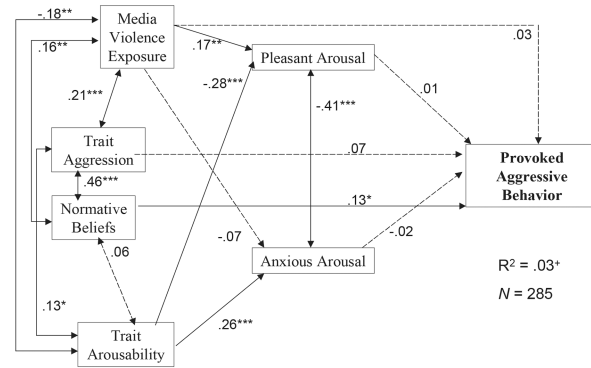 -.18**
Media
Violence
Exposure
.03
.16**
.17**
Pleasant Arousal
-.28***
.21***
-.41***
.01
Trait
Aggression
.07
Provoked
Aggressive
Behavior
.46***
Normative
Beliefs
.13*
-.07
-.02
.06
Anxious Arousal
R² = .03⁺
N = 285
.13*
.26***
Trait
Arousability